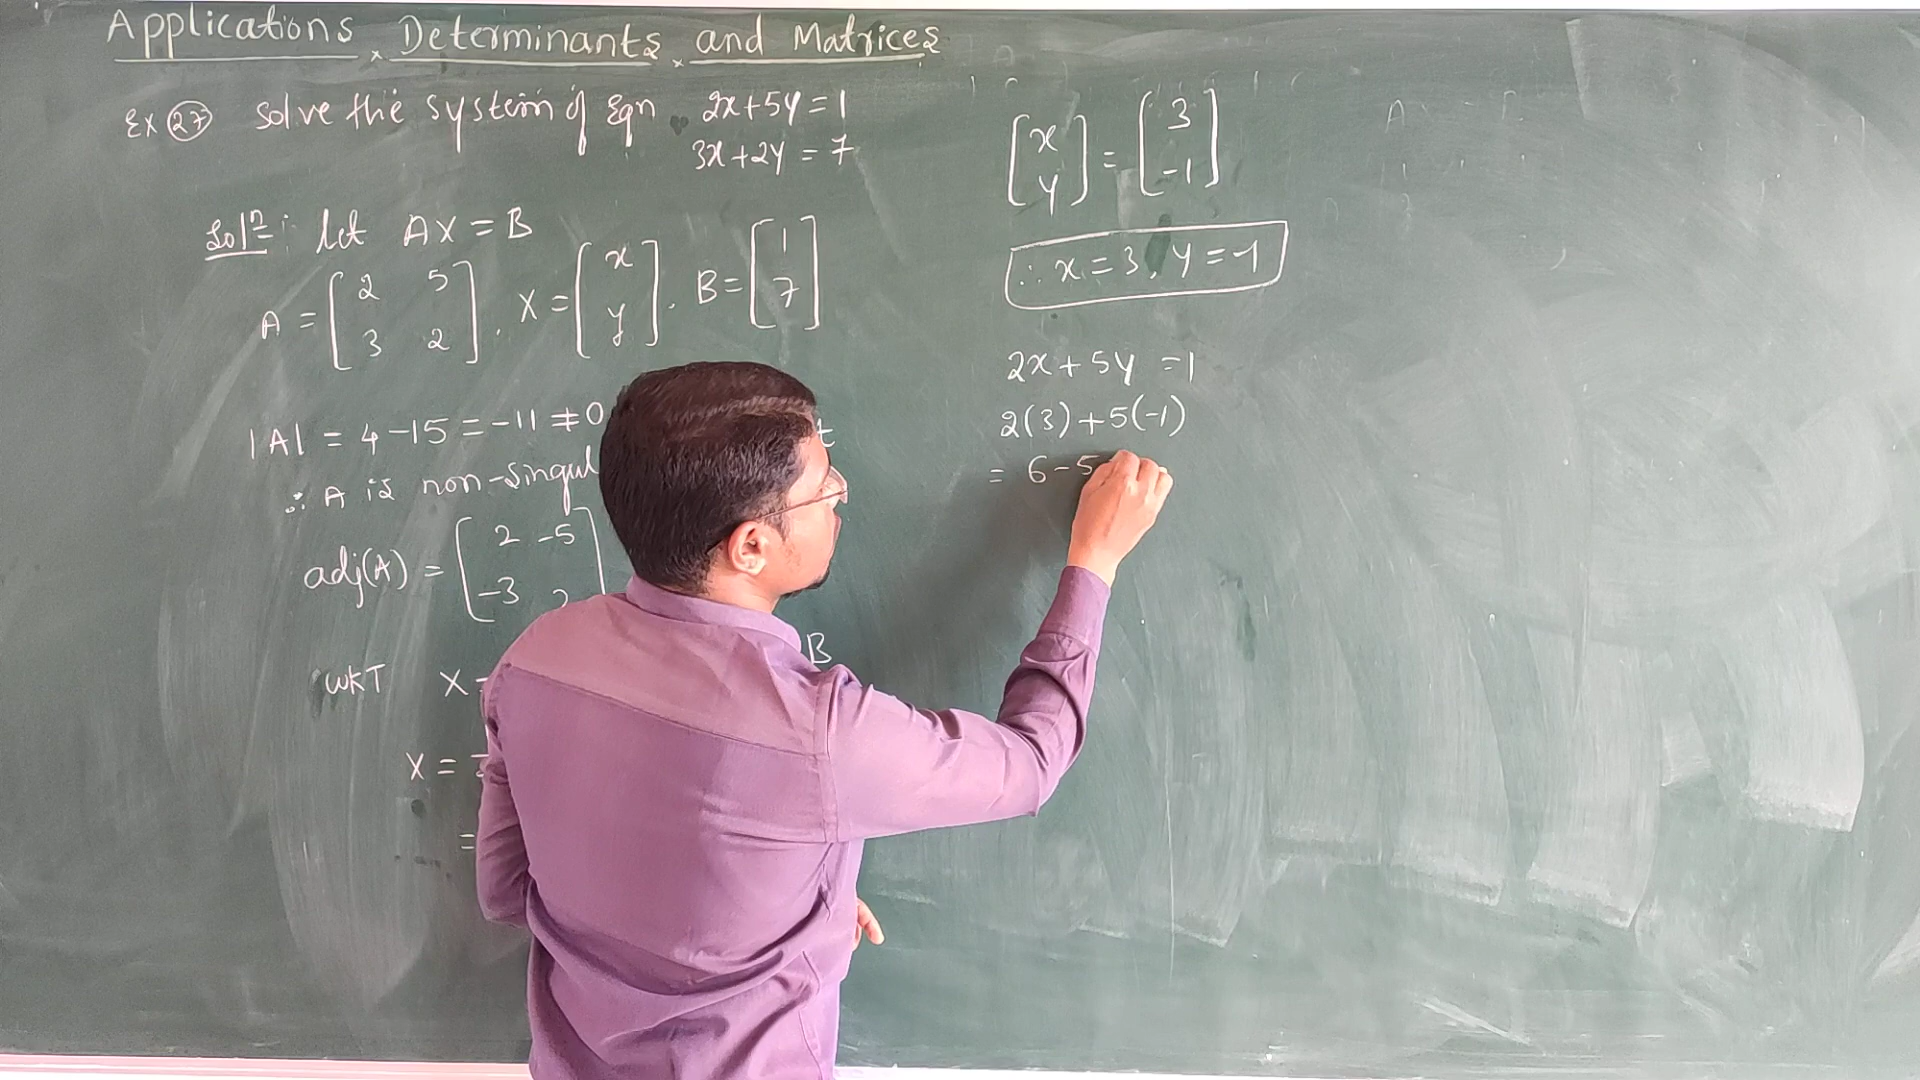 Applications Determinants and Matrices
Ex 27 Solve the system of Eqn 2x+5y=1
3x+2y=7
Solⁿ: let AX=B
A = [2 5
3 2], X = [x
y], B = [1
7]
|A| = 4-15 = -11 ≠ 0
∴ A is non-singul
adj(A) = [2 -5
-3 2]
WKT X= B
X =
=
[x
y] = [3
-1]
∴ x=3, y=-1
2x+5y =1
2(3)+5(-1)
= 6-5